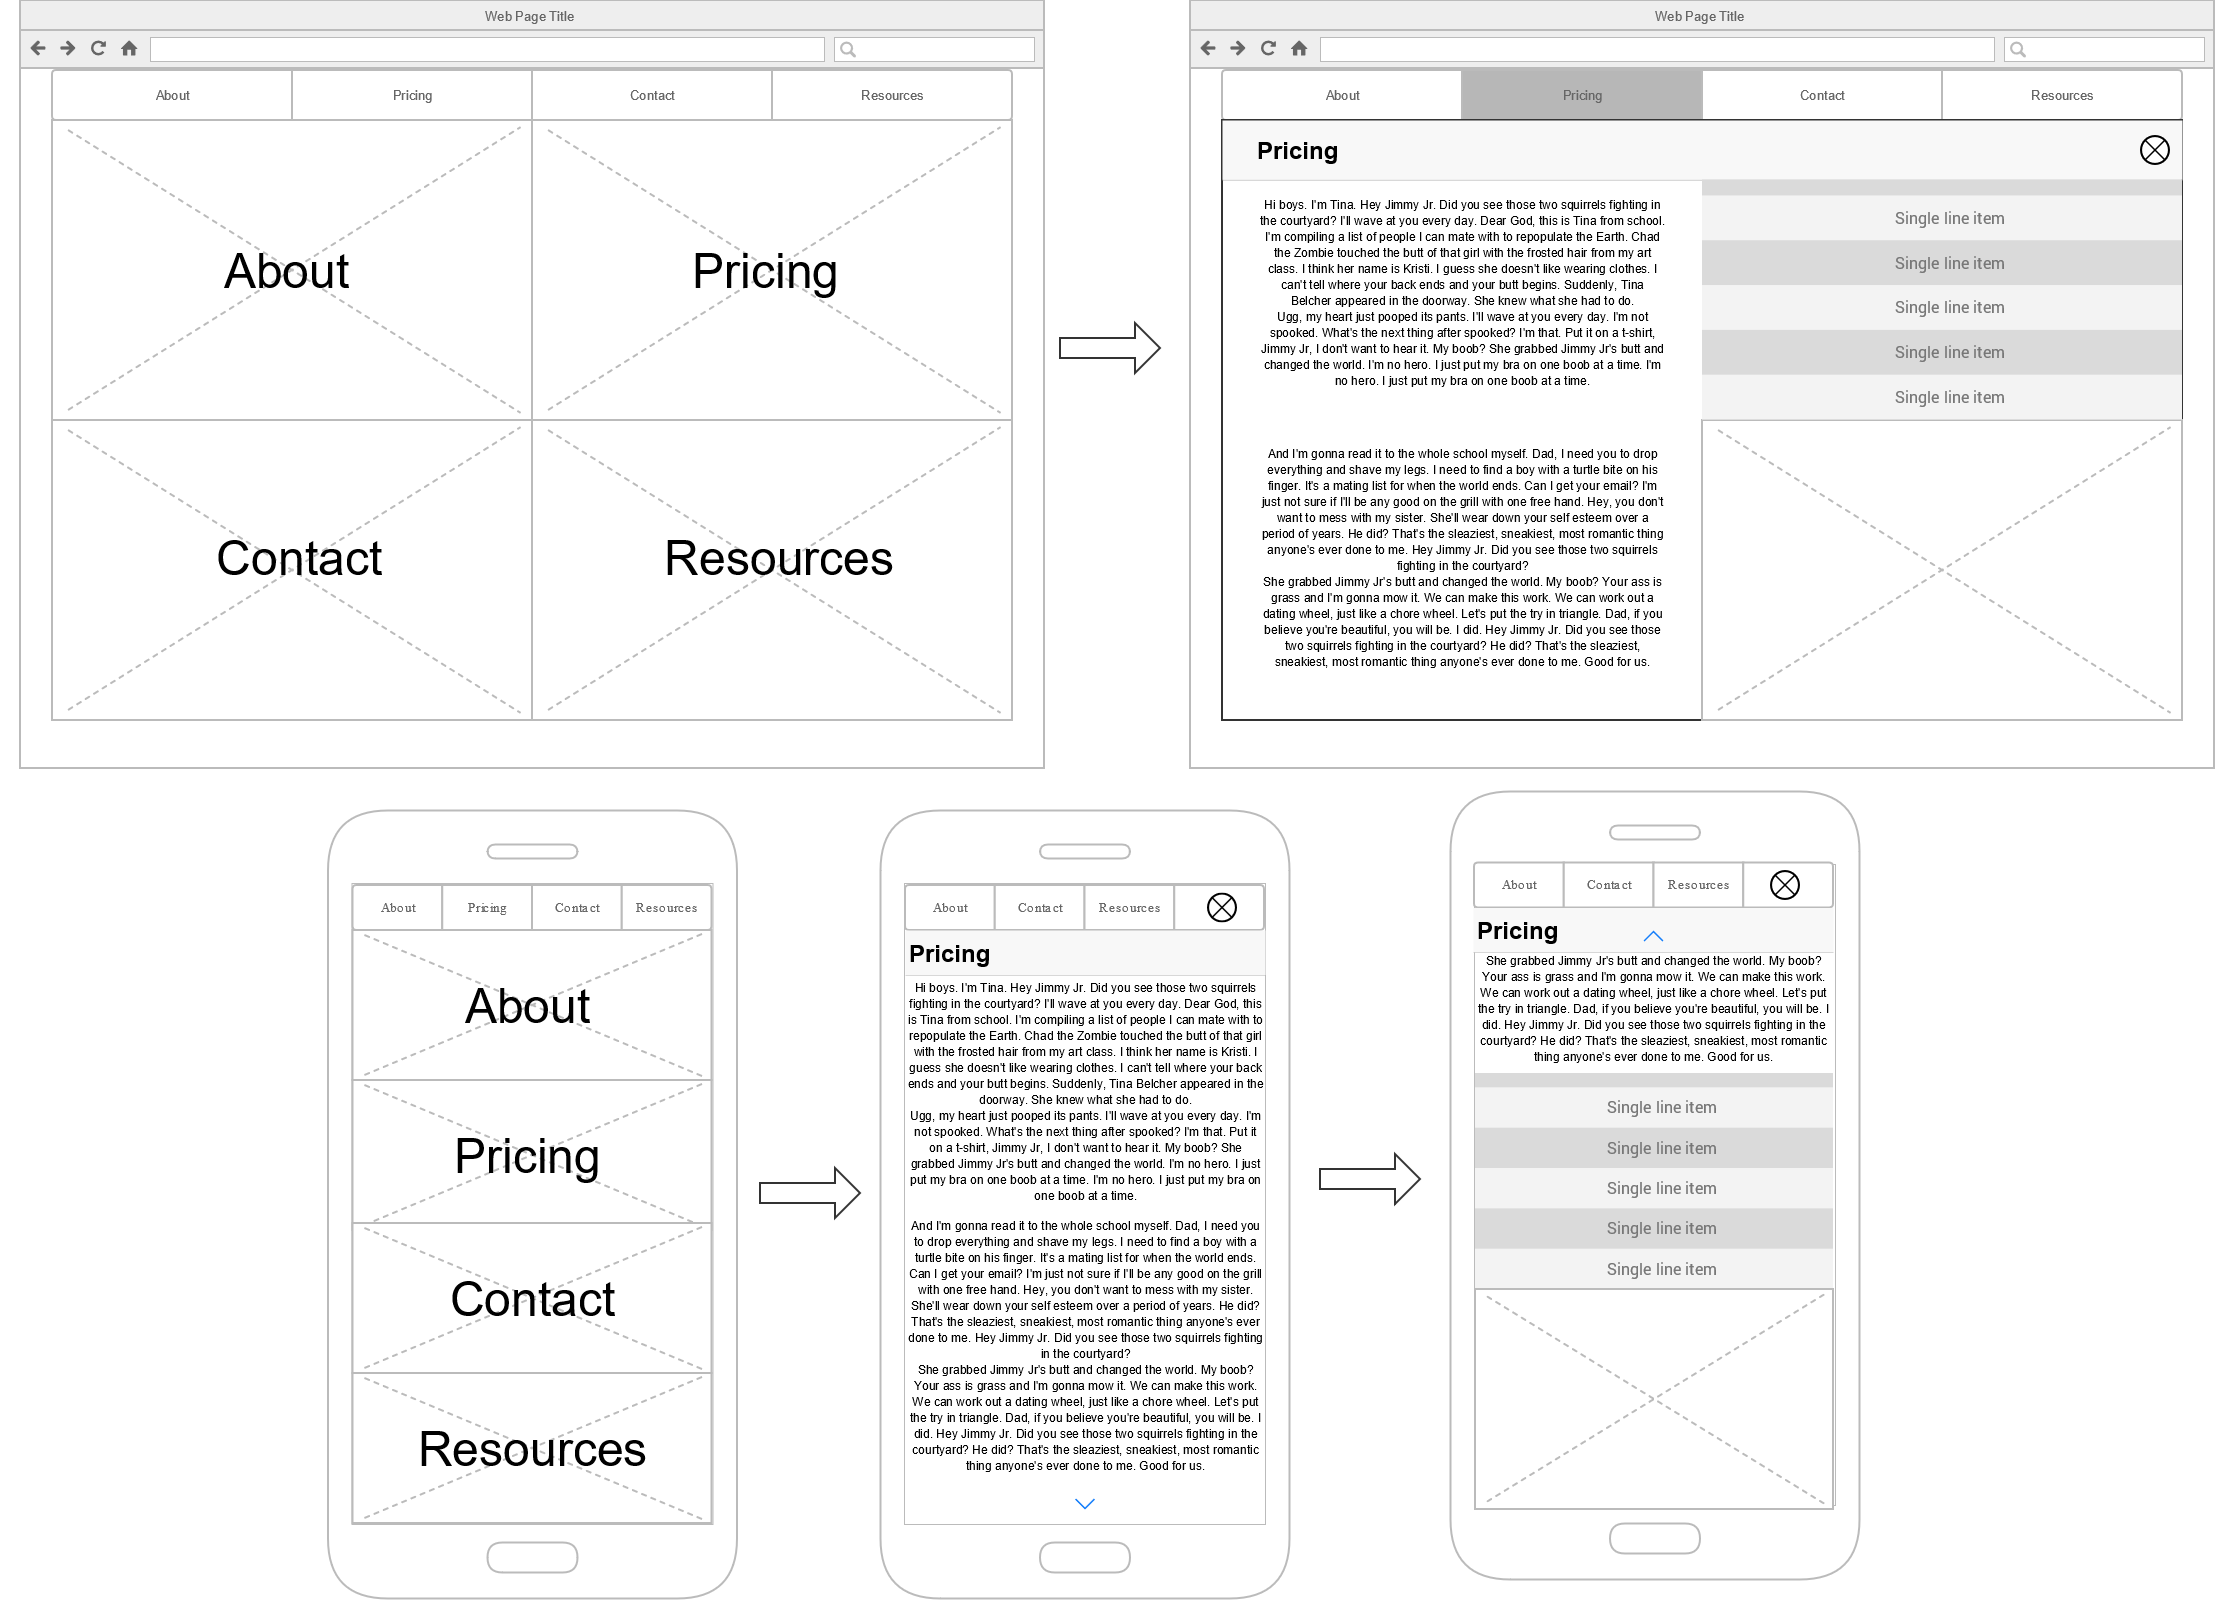 Web Page Title
About
Pricing
Contact
Resources
About
Pricing
Contact
Resources
Web Page Title
About
Pricing
Contact
Resources
Pricing
Hi boys. I'm Tina. Hey Jimmy Jr. Did you see those two squirrels fighting in
the courtyard? I'll wave at you every day. Dear God, this is Tina from school.
I'm compiling a list of people I can mate with to repopulate the Earth. Chad
the Zombie touched the butt of that girl with the frosted hair from my art
class. I think her name is Kristi. I guess she doesn't like wearing clothes. I
can't tell where your back ends and your butt begins. Suddenly, Tina
Belcher appeared in the doorway. She knew what she had to do.
Ugg, my heart just pooped its pants. I'll wave at you every day. I'm not
spooked. What's the next thing after spooked? I'm that. Put it on a t-shirt,
Jimmy Jr, I don't want to hear it. My boob? She grabbed Jimmy Jr's butt and
changed the world. I'm no hero. I just put my bra on one boob at a time. I'm
no hero. I just put my bra on one boob at a time.
And I'm gonna read it to the whole school myself. Dad, I need you to drop
everything and shave my legs. I need to find a boy with a turtle bite on his
finger. It's a mating list for when the world ends. Can I get your email? I'm
just not sure if I'll be any good on the grill with one free hand. Hey, you don't
want to mess with my sister. She'll wear down your self esteem over a
period of years. He did? That's the sleaziest, sneakiest, most romantic thing
anyone's ever done to me. Hey Jimmy Jr. Did you see those two squirrels
fighting in the courtyard?
She grabbed Jimmy Jr's butt and changed the world. My boob? Your ass is
grass and I'm gonna mow it. We can make this work. We can work out a
dating wheel, just like a chore wheel. Let's put the try in triangle. Dad, if you
believe you're beautiful, you will be. I did. Hey Jimmy Jr. Did you see those
two squirrels fighting in the courtyard? He did? That's the sleaziest,
sneakiest, most romantic thing anyone's ever done to me. Good for us.
Single line item
Single line item
Single line item
Single line item
Single line item
About
Pricing
Contact
Resources
About
Pricing
Contact
Resources
About
Contact
Resources
Pricing
Hi boys. I'm Tina. Hey Jimmy Jr. Did you see those two squirrels
fighting in the courtyard? I'll wave at you every day. Dear God, this
is Tina from school. I'm compiling a list of people I can mate with to
repopulate the Earth. Chad the Zombie touched the butt of that girl
with the frosted hair from my art class. I think her name is Kristi. I
guess she doesn't like wearing clothes. I can't tell where your back
ends and your butt begins. Suddenly, Tina Belcher appeared in the
doorway. She knew what she had to do.
Ugg, my heart just pooped its pants. I'll wave at you every day. I'm
not spooked. What's the next thing after spooked? I'm that. Put it
on a t-shirt, Jimmy Jr, I don't want to hear it. My boob? She
grabbed Jimmy Jr's butt and changed the world. I'm no hero. I just
put my bra on one boob at a time. I'm no hero. I just put my bra on
one boob at a time.
And I'm gonna read it to the whole school myself. Dad, I need you
to drop everything and shave my legs. I need to find a boy with a
turtle bite on his finger. It's a mating list for when the world ends.
Can I get your email? I'm just not sure if I'll be any good on the grill
with one free hand. Hey, you don't want to mess with my sister.
She'll wear down your self esteem over a period of years. He did?
That's the sleaziest, sneakiest, most romantic thing anyone's ever
done to me. Hey Jimmy Jr. Did you see those two squirrels fighting
in the courtyard?
She grabbed Jimmy Jr's butt and changed the world. My boob?
Your ass is grass and I'm gonna mow it. We can make this work.
We can work out a dating wheel, just like a chore wheel. Let's put
the try in triangle. Dad, if you believe you're beautiful, you will be. I
did. Hey Jimmy Jr. Did you see those two squirrels fighting in the
courtyard? He did? That's the sleaziest, sneakiest, most romantic
thing anyone's ever done to me. Good for us.
About
Contact
Resources
Pricing
She grabbed Jimmy Jr's butt and changed the world. My boob?
Your ass is grass and I'm gonna mow it. We can make this work.
We can work out a dating wheel, just like a chore wheel. Let's put
the try in triangle. Dad, if you believe you're beautiful, you will be. I
did. Hey Jimmy Jr. Did you see those two squirrels fighting in the
courtyard? He did? That's the sleaziest, sneakiest, most romantic
thing anyone's ever done to me. Good for us.
Single line item
Single line item
Single line item
Single line item
Single line item